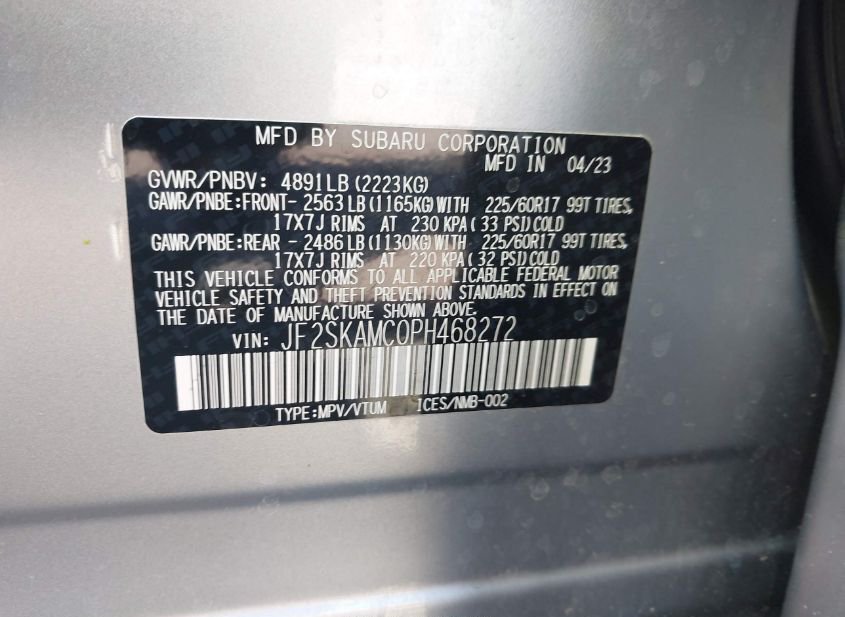 MFD BY SUBARU CORPORATION
MFD IN 04/23
GVWR/PNBV: 4891LB(2223KG)
GAWR/PNBE:FRONT- 2563LB(1165KG)WITH 225/60R17 99T TIRES,
17X7J RIMS AT 230 KPA( 33 PSI)COLD
GAWR/PNBE:REAR - 2486LB(1130KG)WITH 225/60R17 99T TIRES,
17X7J RIMS AT 220 KPA( 32 PSI)COLD
THIS VEHICLE CONFORMS TO ALL APPLICABLE FEDERAL MOTOR
VEHICLE SAFETY AND THEFT PREVENTION STANDARDS IN EFFECT ON
THE DATE OF MANUFACTURE SHOWN ABOVE.
VIN: JF2SKAMC0PH468272
TYPE:MPV/VTUM ICES/NMB-002